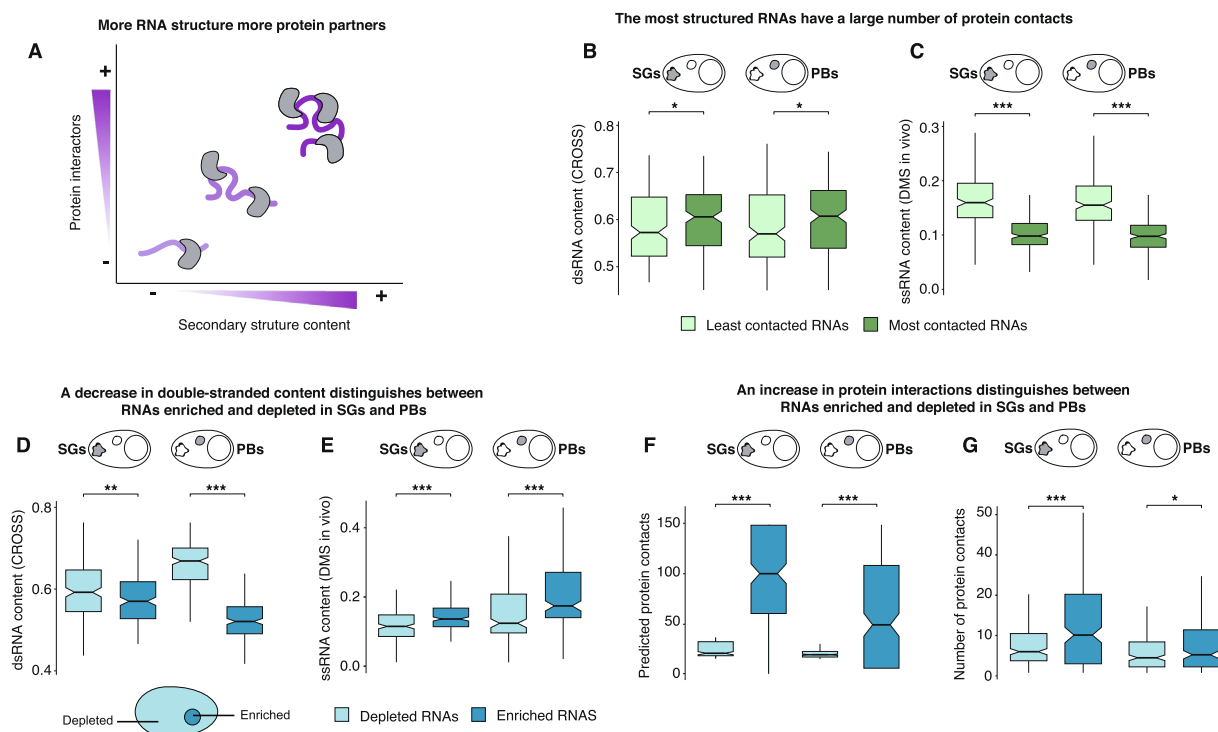 More RNA structure more protein partners
A
+
Protein interactors
-
-
+
Secondary struture content
The most structured RNAs have a large number of protein contacts
B
SGs
PBs
*
*
dsRNA content (CROSS)
0.8
0.7
0.6
0.5
C
SGs
PBs
***
***
ssRNA content (DMS in vivo)
0.3
0.2
0.1
0.0
Least contacted RNAs
Most contacted RNAs
A decrease in double-stranded content distinguishes between
RNAs enriched and depleted in SGs and PBs
D
SGs
PBs
**
***
dsRNA content (CROSS)
0.8
0.6
0.4
Depleted
Enriched
E
SGs
PBs
***
***
ssRNA content (DMS in vivo)
0.4
0.2
0.0
Depleted RNAs
Enriched RNAS
An increase in protein interactions distinguishes between
RNAs enriched and depleted in SGs and PBs
F
SGs
PBs
***
***
Predicted protein contacts
150
100
50
0
G
SGs
PBs
***
*
Number of protein contacts
50
40
20
10
0